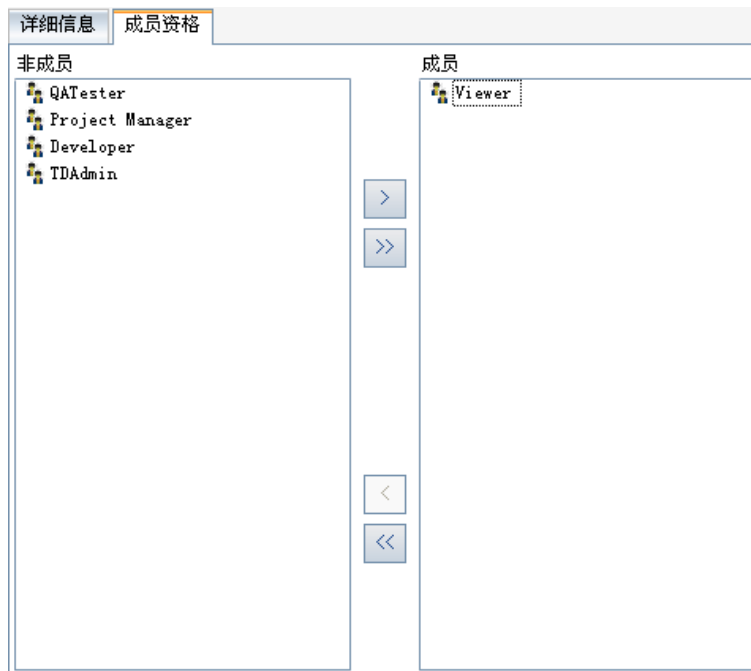 详细信息 成员资格
非成员 成员
QATester
Project Manager
Developer
TDAdmin
Viewer
>
>>
<
<<